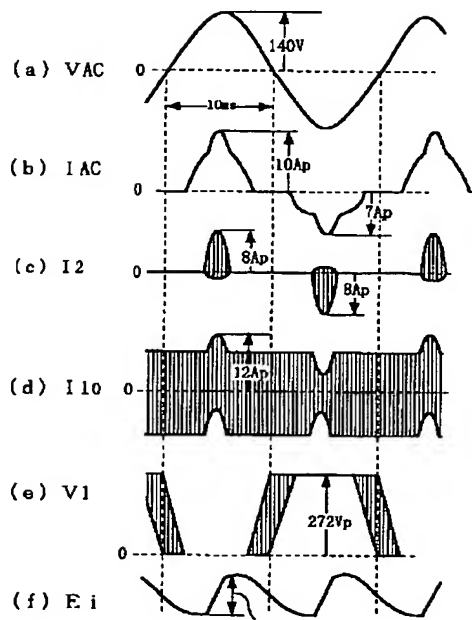 140V
(a) VAC 0
10ms
10Ap
(b) IAC 0
7Ap
(c) I2 0
8Ap
8Ap
(d) I10 0
12Ap
(e) V1
272Vp
0
(f) Ei